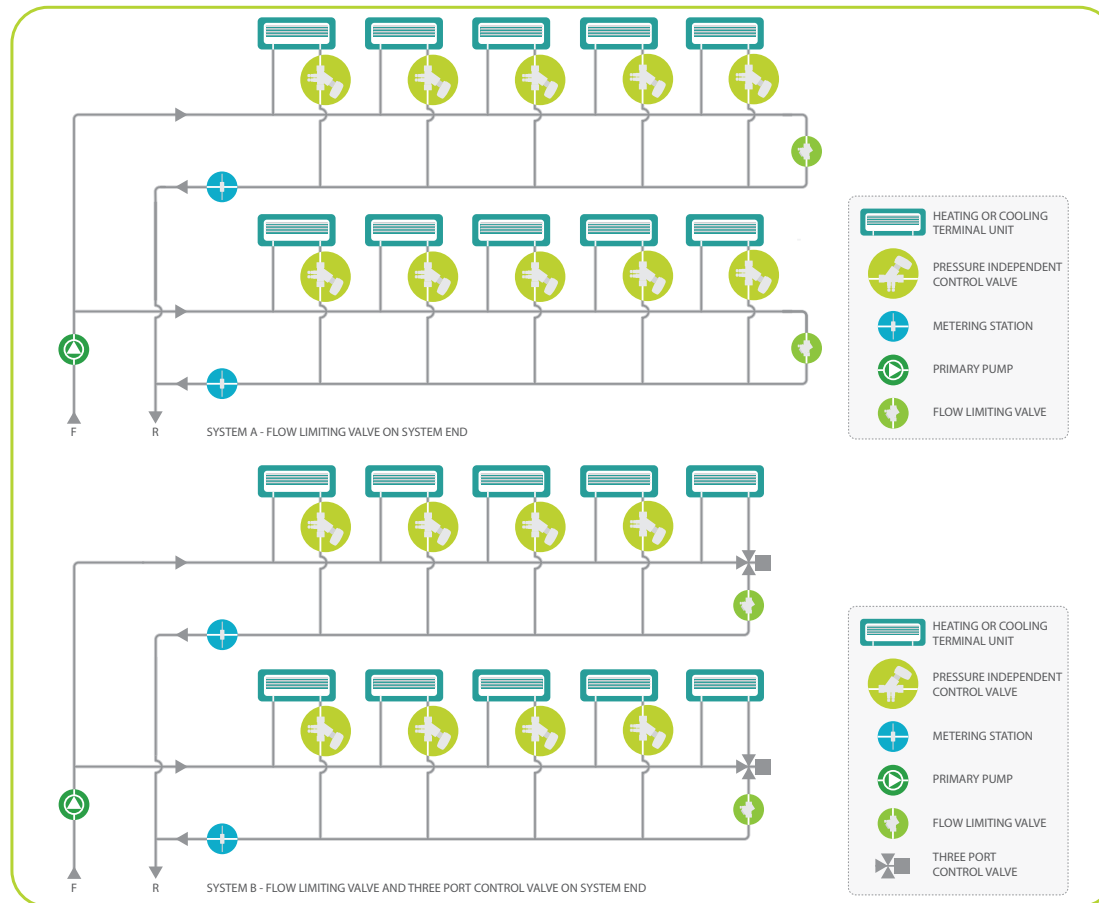 HEATING OR COOLING
TERMINAL UNIT
PRESSURE INDEPENDENT
CONTROL VALVE
METERING STATION
PRIMARY PUMP
FLOW LIMITING VALVE
F
R
SYSTEM A - FLOW LIMITING VALVE ON SYSTEM END
HEATING OR COOLING
TERMINAL UNIT
PRESSURE INDEPENDENT
CONTROL VALVE
METERING STATION
PRIMARY PUMP
FLOW LIMITING VALVE
THREE PORT
CONTROL VALVE
F
R
SYSTEM B - FLOW LIMITING VALVE AND THREE PORT CONTROL VALVE ON SYSTEM END